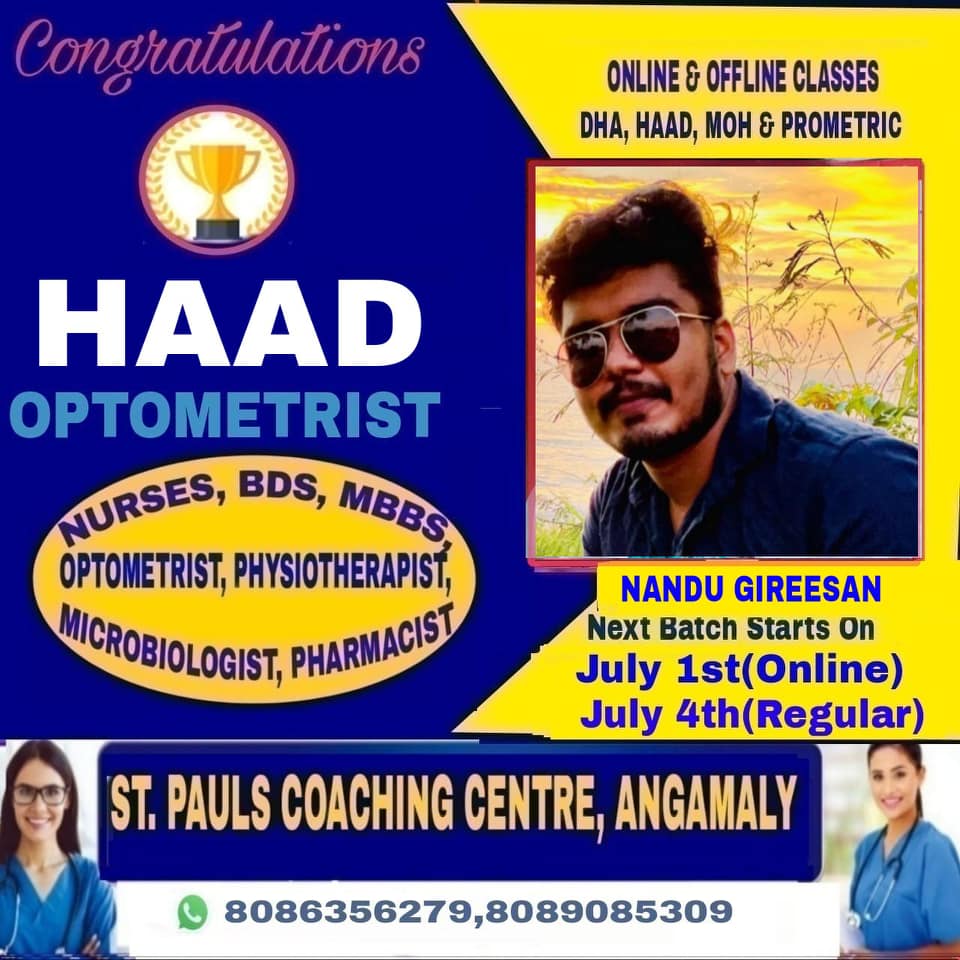 Congratulations
HAAD
OPTOMETRIST
NURSES, BDS, MBBS,
OPTOMETRIST, PHYSIOTHERAPIST,
MICROBIOLOGIST, PHARMACIST
ONLINE & OFFLINE CLASSES
DHA, HAAD, MOH & PROMETRIC
NANDU GIREESAN
Next Batch Starts On
July 1st(Online)
July 4th(Regular)
ST. PAULS COACHING CENTRE, ANGAMALY
8086356279,8089085309